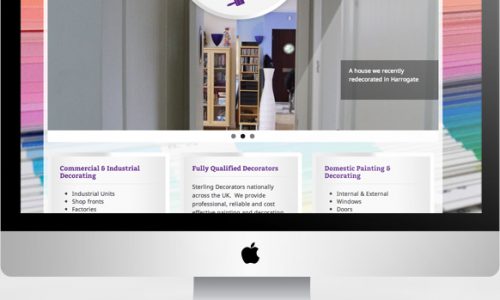 A house we recently
redecorated in Harrogate
Commercial & Industrial
Decorating
Industrial Units
Shop fronts
Factories
Fully Qualified Decorators
Sterling Decorators nationally
across the UK, We provide
professional, reliable and cost
effective painting and decorating
Domestic Painting &
Decorating
Internal & External
Windows
Doors